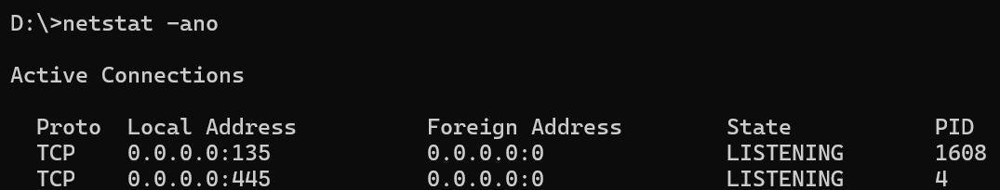 D:\>netstat -ano
Active Connections
Proto  Local Address          Foreign Address        State           PID
TCP    0.0.0.0:135            0.0.0.0:0              LISTENING       1608
TCP    0.0.0.0:445            0.0.0.0:0              LISTENING       4